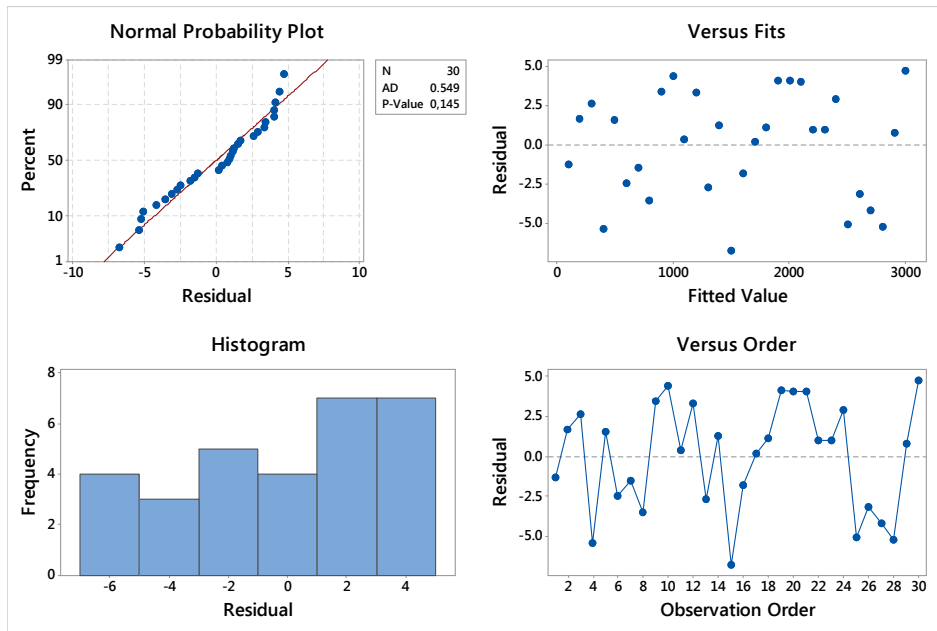 Normal Probability Plot
99
90
50
10
1
Percent
-10 -5 0 5 10
Residual
N 30
AD 0.549
P-Value 0,145
Versus Fits
5.0
2.5
0.0
-2.5
-5.0
Residual
0 1000 2000 3000
Fitted Value
Histogram
8
6
4
2
0
Frequency
-6 -4 -2 0 2 4
Residual
Versus Order
5.0
2.5
0.0
-2.5
-5.0
Residual
2 4 6 8 10 12 14 16 18 20 22 24 26 28 30
Observation Order